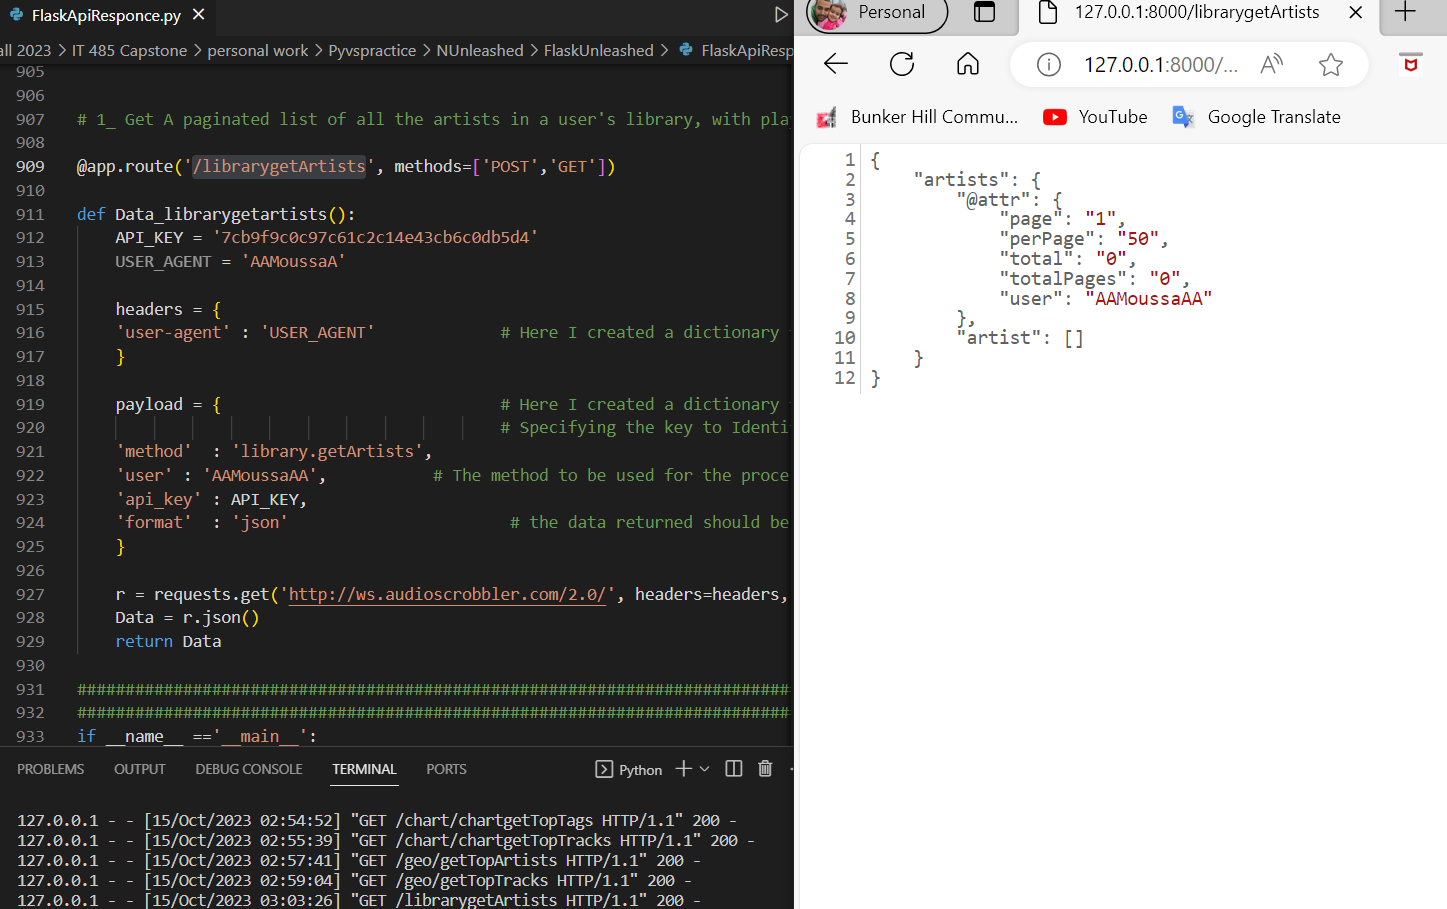 FlaskApiResponce.py
all 2023 > IT 485 Capstone > personal work > Pyvspractice > NUnleashed > FlaskUnleashed > FlaskApiResp
905
906
907 # 1_ Get A paginated list of all the artists in a user's library, with pla
908
909 @app.route('/librarygetArtists', methods=['POST','GET'])
910
911 def Data_librarygetartists():
912 API_KEY = '7cb9f9c0c97c61c2c14e43cb6c0db5d4'
913 USER_AGENT = 'AAMoussaA'
914
915 headers = {
916 'user-agent' : 'USER_AGENT' # Here I created a dictionary
917 }
918
919 payload = { # Here I created a dictionary
920 # Specifying the key to Identi
921 'method' : 'library.getArtists',
922 'user' : 'AAMoussaAA', # The method to be used for the proce
923 'api_key' : API_KEY,
924 'format' : 'json' # the data returned should be
925 }
926
927 r = requests.get('http://ws.audioscrobbler.com/2.0/', headers=headers,
928 Data = r.json()
929 return Data
930
931 ##########################################################################
932 ##########################################################################
933 if __name__ =='__main__':
PROBLEMS OUTPUT DEBUG CONSOLE TERMINAL PORTS Python
127.0.0.1 - - [15/Oct/2023 02:54:52] "GET /chart/chartgetTopTags HTTP/1.1" 200 -
127.0.0.1 - - [15/Oct/2023 02:55:39] "GET /chart/chartgetTopTracks HTTP/1.1" 200 -
127.0.0.1 - - [15/Oct/2023 02:57:41] "GET /geo/getTopArtists HTTP/1.1" 200 -
127.0.0.1 - - [15/Oct/2023 02:59:04] "GET /geo/getTopTracks HTTP/1.1" 200 -
127.0.0.1 - - [15/Oct/2023 03:03:26] "GET /librarygetArtists HTTP/1.1" 200 -
Personal 127.0.0.1:8000/librarygetArtists
127.0.0.1:8000/...
Bunker Hill Commu... YouTube Google Translate
1 {
2 "artists": {
3 "@attr": {
4 "page": "1",
5 "perPage": "50",
6 "total": "0",
7 "totalPages": "0",
8 "user": "AAMoussaAA"
9 },
10 "artist": []
11 }
12 }